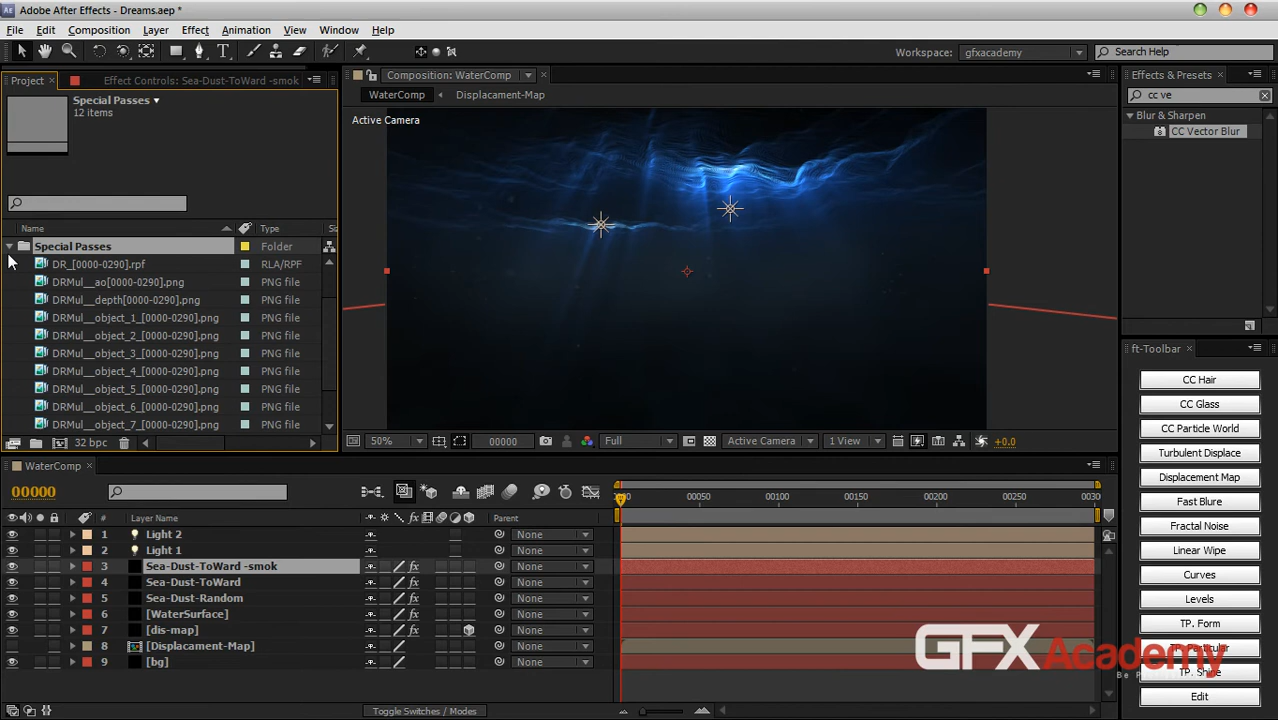 Adobe After Effects - Dreams.aep *
File Edit Composition Layer Effect Animation View Window Help
Workspace: gfxacademy Search Help
Project Effect Controls: Sea-Dust-ToWard -smok
Composition: WaterComp
Effects & Presets
Special Passes
12 items
WaterComp Displacement-Map
cc ve
Active Camera
Blur & Sharpen
CC Vector Blur
Name Type Si
Special Passes Folder
DR_[0000-0290].rpf RLA/RPF
DRMul__ao[0000-0290].png PNG file
DRMul__depth[0000-0290].png PNG file
DRMul__object_1_[0000-0290].png PNG file
DRMul__object_2_[0000-0290].png PNG file
DRMul__object_3_[0000-0290].png PNG file
DRMul__object_4_[0000-0290].png PNG file
DRMul__object_5_[0000-0290].png PNG file
DRMul__object_6_[0000-0290].png PNG file
DRMul__object_7_[0000-0290].png PNG file
32 bpc
50% 00000 Full Active Camera 1 View +0.0
ft-Toolbar
CC Hair
CC Glass
CC Particle World
Turbulent Displace
Displacement Map
Fast Blure
Fractal Noise
Linear Wipe
Curves
Levels
TP. Form
TP. Particular
TP. Shine
Edit
WaterComp
00000
00050 00100 00150 00200 00250
# Layer Name Parent
1 Light 2 None
2 Light 1 None
3 Sea-Dust-ToWard -smok None
4 Sea-Dust-ToWard None
5 Sea-Dust-Random None
6 [WaterSurface] None
7 [dis-map] None
8 [Displacament-Map] None
9 [bg] None
Toggle Switches / Modes
GFXAcademy